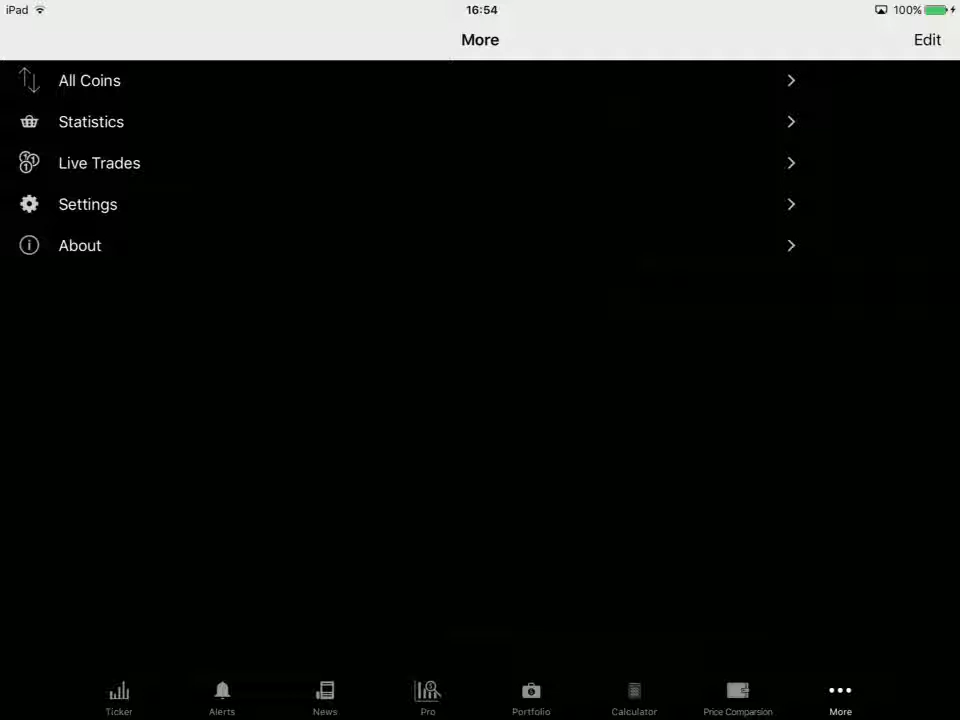 iPad 16:54 100%
More Edit
All Coins
Statistics
Live Trades
Settings
About
Ticker Alerts News Pro Portfolio Calculator Price Comparsion More